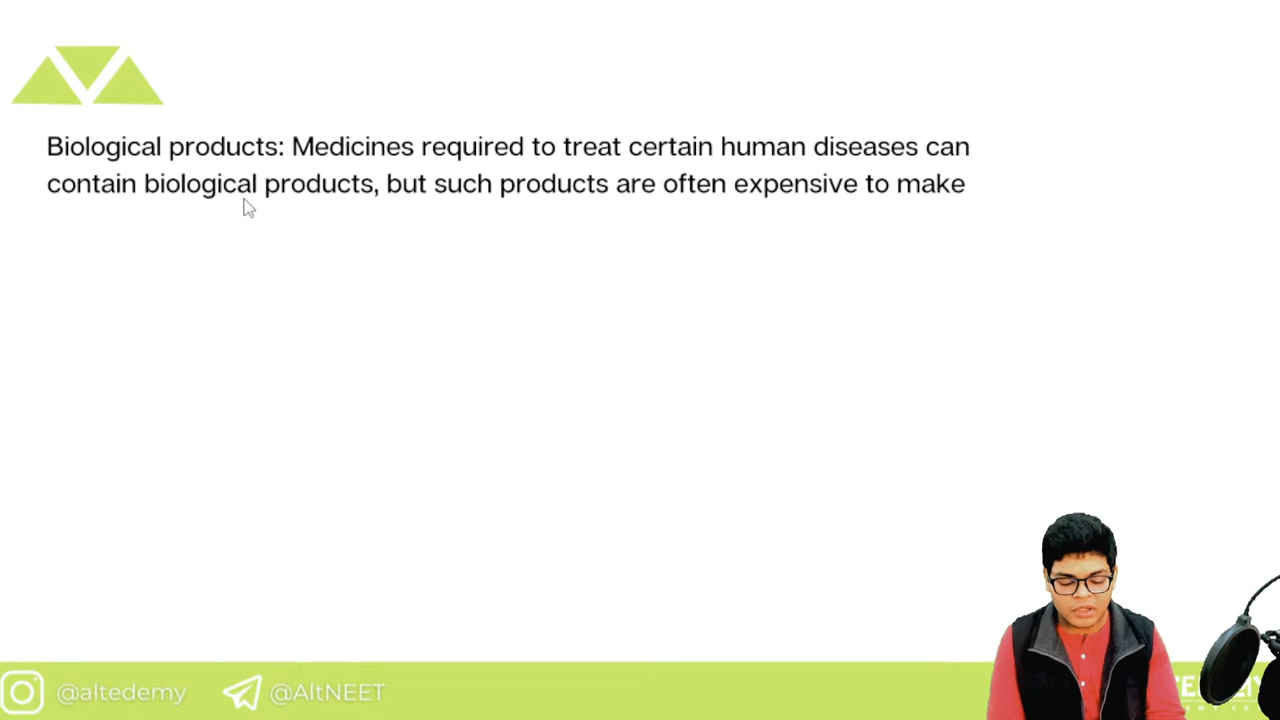 Biological products: Medicines required to treat certain human diseases can
contain biological products, but such products are often expensive to make
@altedemy
@AltNEET